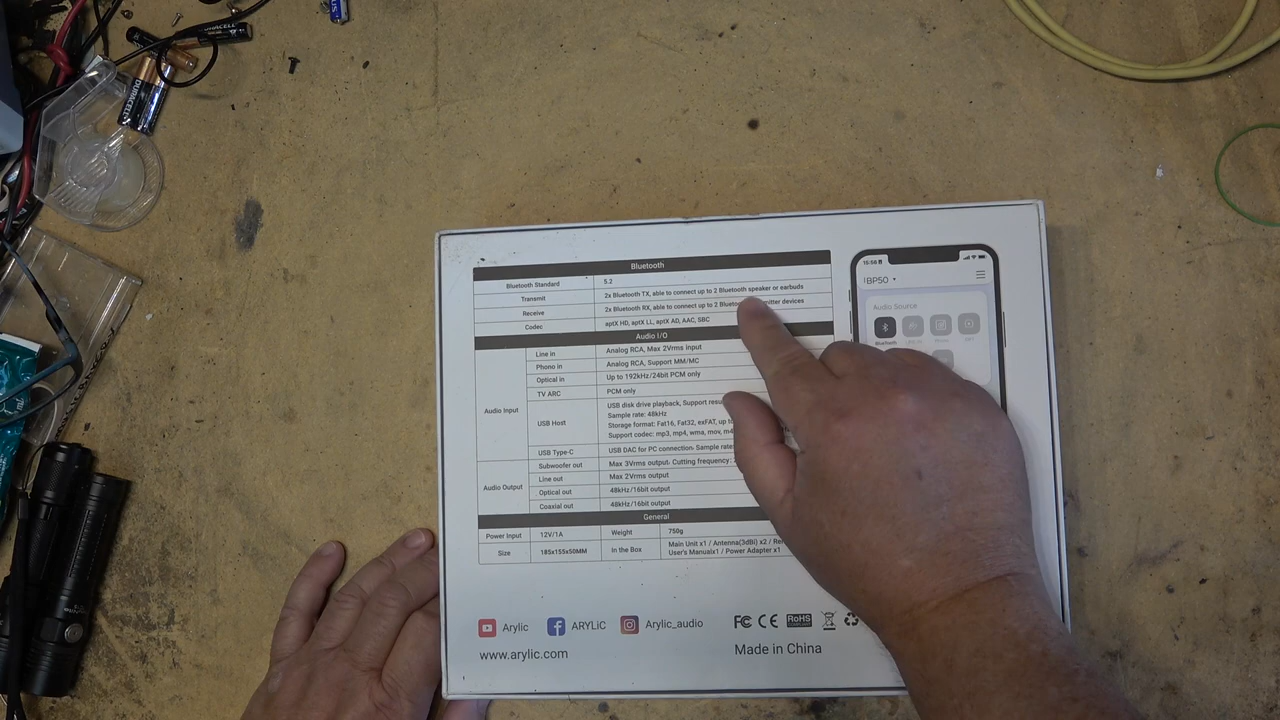 DURACELL
DURACELL
Bluetooth
Bluetooth Standard 5.2
Transmit 2x Bluetooth TX, able to connect up to 2 Bluetooth speaker or earbuds
Receive 2x Bluetooth RX, able to connect up to 2 devices
Codec aptX HD, aptX LL, aptX AD, AAC, SBC
Audio I/O
Audio Input
Line in Analog RCA, Max 2Vrms Input
Phono in Analog RCA, Support MM/MC
Optical in Up to 192kHz/24bit PCM only
TV ARC PCM only
USB Host USB disk drive playback, Support
Sample rate: 48kHz
Storage format: Fat16, Fat32, exFAT, up
Support codec: mp3, mp4, wma, mov,
USB Type-C USB DAC for PC connection, Sample
Audio Output
Subwoofer out Max 3Vrms output, Cutting frequency:
Line out Max 2Vrms output
Optical out 48kHz/16bit output
Coaxial out 48kHz/16bit output
General
Power Input 12V/1A Weight 750g
Size 185x155x50MM In the Box Main Unit x1 / Antenna(3dBi) x2 /
User's Manualx1 / Power Adapter x1
Arylic ARYLiC Arylic_audio
www.arylic.com
FC CE RoHS
Made in China
15:58
BP50
Audio Source
Bluetooth